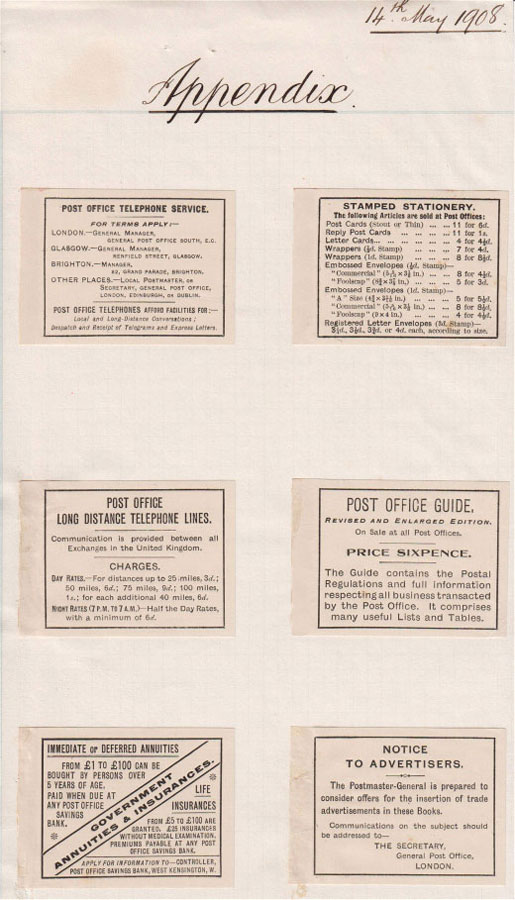 14th May 1908.
Appendix.
POST OFFICE TELEPHONE SERVICE.
FOR TERMS APPLY:—
LONDON.—GENERAL MANAGER,
GENERAL POST OFFICE SOUTH, E.C.
GLASGOW.—GENERAL MANAGER,
RENFIELD STREET, GLASGOW.
BRIGHTON.—MANAGER,
62, GRAND PARADE, BRIGHTON.
OTHER PLACES.—LOCAL POSTMASTER, OR
SECRETARY, GENERAL POST OFFICE,
LONDON, EDINBURGH, OR DUBLIN.
POST OFFICE TELEPHONES AFFORD FACILITIES FOR:—
Local and Long-Distance Conversations;
Despatch and Receipt of Telegrams and Express Letters.
STAMPED STATIONERY.
The following Articles are sold at Post Offices:
Post Cards (Stout or Thin) ... ... 11 for 6d.
Reply Post Cards ... ... ... ... 11 for 1s.
Letter Cards... ... ... ... ... 4 for 4½d.
Wrappers (½d. Stamp) ... ... ... 7 for 4d.
Wrappers (1d. Stamp) ... ... ... 8 for 8½d.
Embossed Envelopes (½d. Stamp)—
"Commercial" ... ... 8 for 4½d.
"Foolscap" ... ... 5 for 3d.
Embossed Envelopes (1d. Stamp)—
"A" Size ... ... ... 5 for 5½d.
"Commercial" ... ... 8 for 8½d.
"Foolscap" (9 × 4 in.) ... ... ... 4 for 4½d.
Registered Letter Envelopes (3d. Stamp)—
3½d., 3½d. or 4d. each, according to size.
POST OFFICE
LONG DISTANCE TELEPHONE LINES.
Communication is provided between all
Exchanges in the United Kingdom.
CHARGES.
DAY RATES.—For distances up to 25 miles, 3d.;
50 miles, 6d.; 75 miles, 9d.; 100 miles,
1s.; for each additional 40 miles, 6d.
NIGHT RATES (7 P.M. TO 7 A.M.)—Half the Day Rates,
with a minimum of 6d.
POST OFFICE GUIDE,
REVISED AND ENLARGED EDITION.
On Sale at all Post Offices.
PRICE SIXPENCE.
The Guide contains the Postal
Regulations and full information
respecting all business transacted
by the Post Office. It comprises
many useful Lists and Tables.
IMMEDIATE or DEFERRED ANNUITIES
FROM £1 TO £100 CAN BE
BOUGHT BY PERSONS OVER
5 YEARS OF AGE.
PAID WHEN DUE AT
ANY POST OFFICE
SAVINGS
BANK.
GOVERNMENT
ANNUITIES & INSURANCES.
LIFE
INSURANCES
FROM £5 TO £100 ARE
GRANTED. £25 INSURANCES
WITHOUT MEDICAL EXAMINATION.
PREMIUMS PAYABLE AT ANY POST
OFFICE SAVINGS BANK.
APPLY FOR INFORMATION TO— CONTROLLER,
POST OFFICE SAVINGS BANK, WEST KENSINGTON, W.
NOTICE
TO ADVERTISERS.
The Postmaster-General is prepared to
consider offers for the insertion of trade
advertisements in these Books.
Communications on the subject should
be addressed to—
THE SECRETARY,
General Post Office,
LONDON.